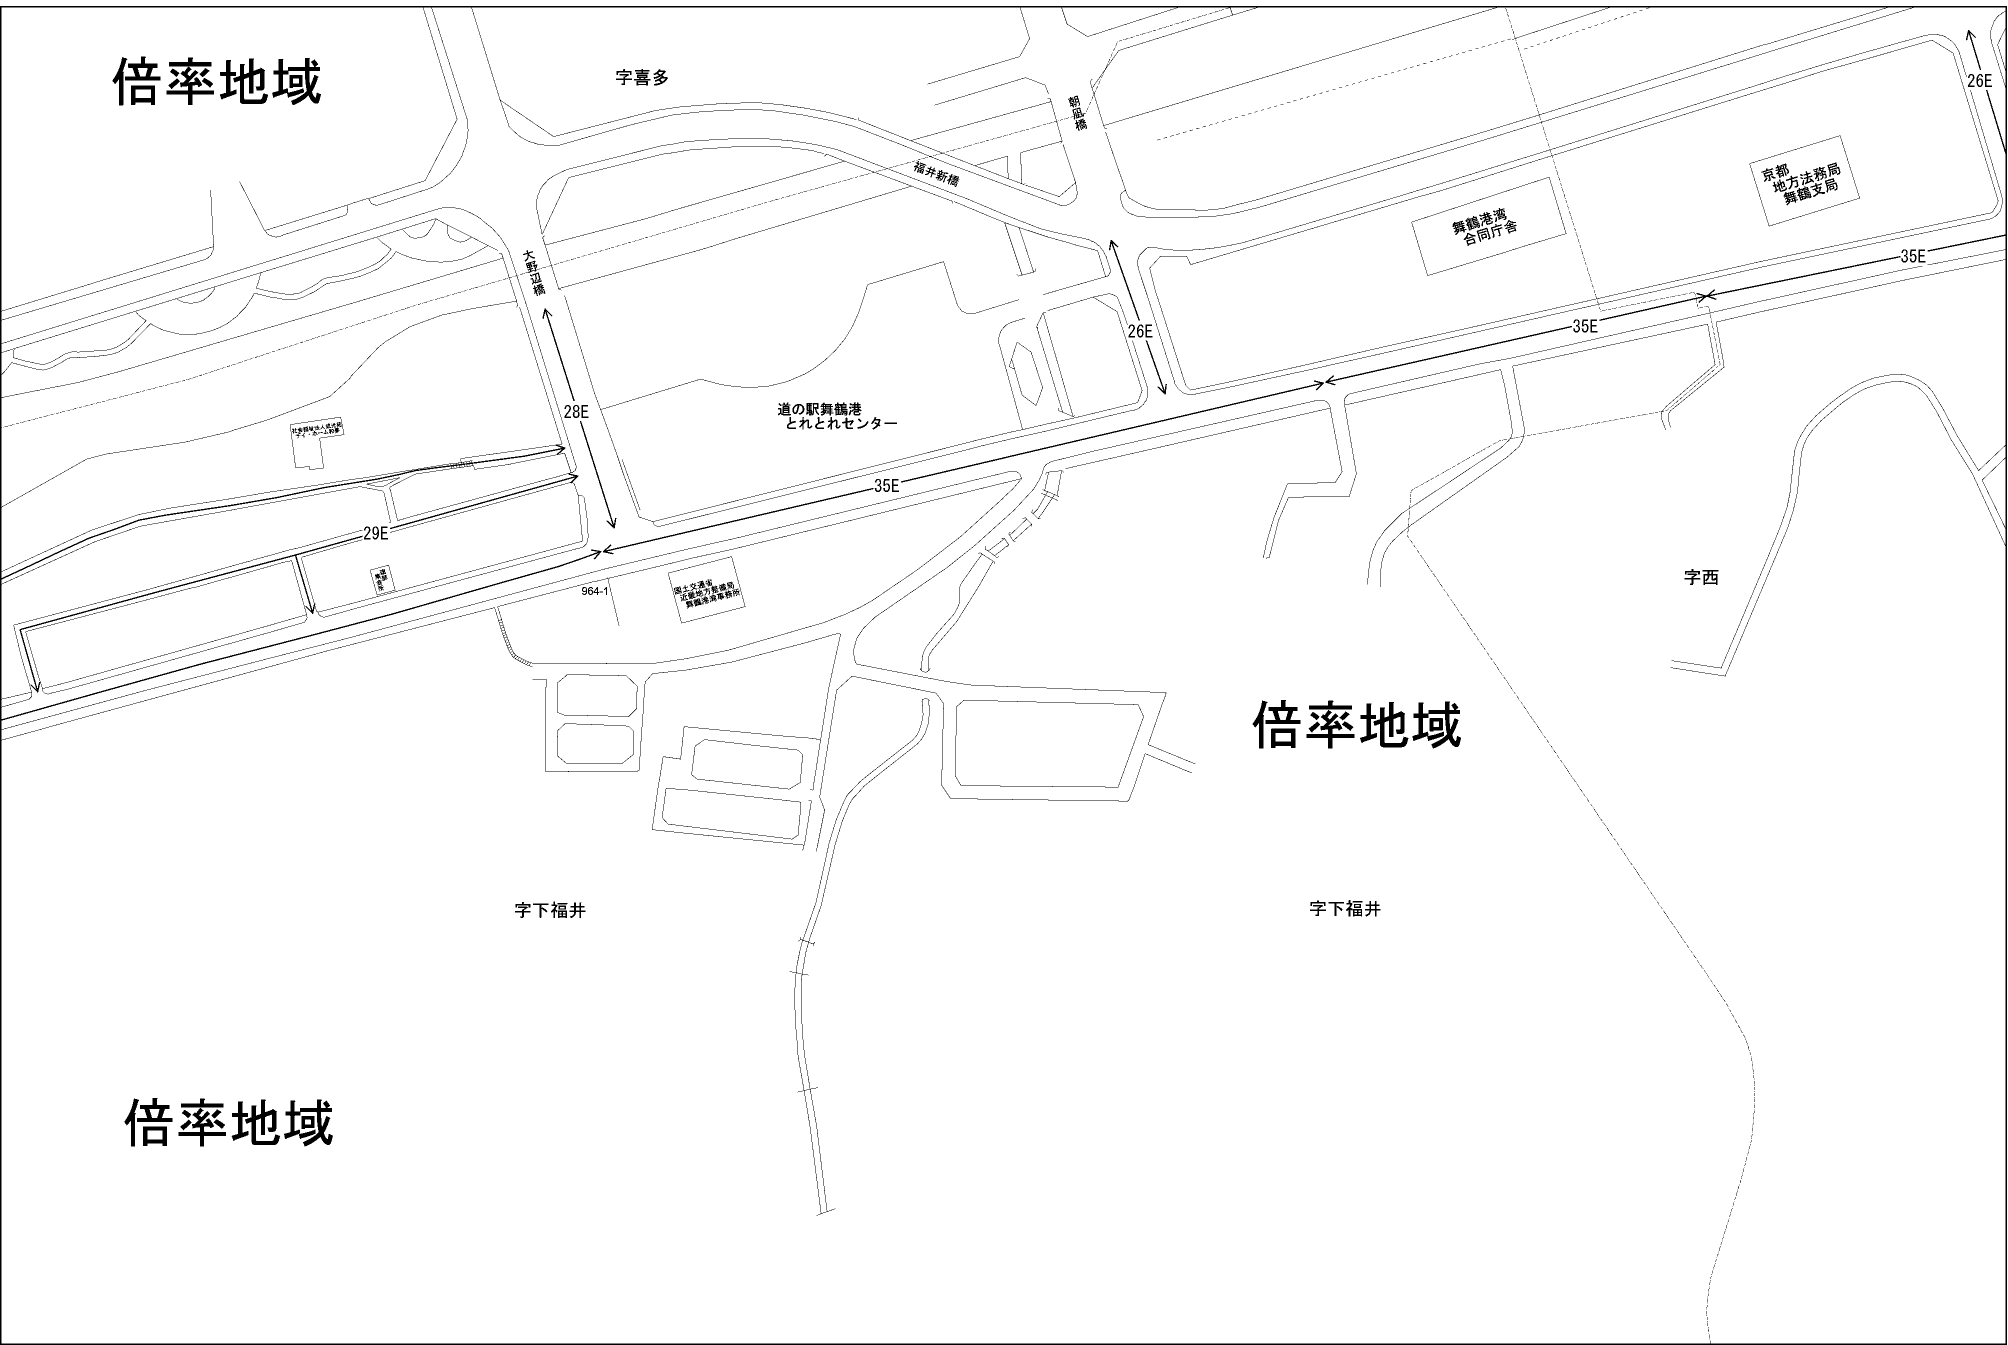 倍率地域
字喜多
朝凪橋
26E
福井新橋
京都
地方法務局
舞鶴支局
舞鶴港湾
合同庁舎
35E
大野辺橋
26E
35E
28E
道の駅舞鶴港
とれとれセンター
35E
29E
964-1
国土交通省
近畿地方整備局
舞鶴港湾事務所
字西
倍率地域
字下福井
字下福井
倍率地域